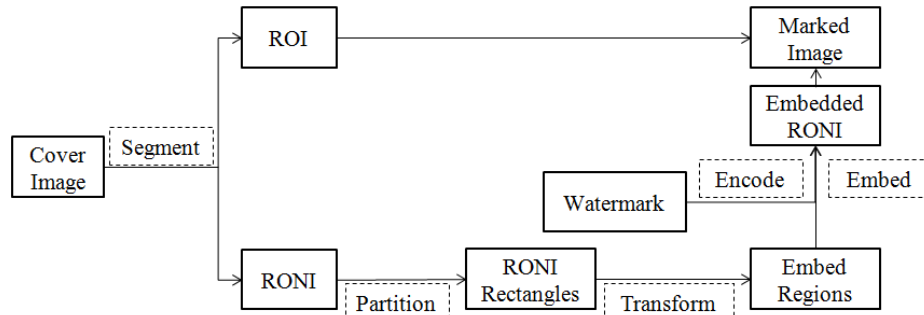 ROI
Marked
Image
Embedded
RONI
Cover
Image
Segment
Encode
Embed
Watermark
RONI
Partition
RONI
Rectangles
Transform
Embed
Regions